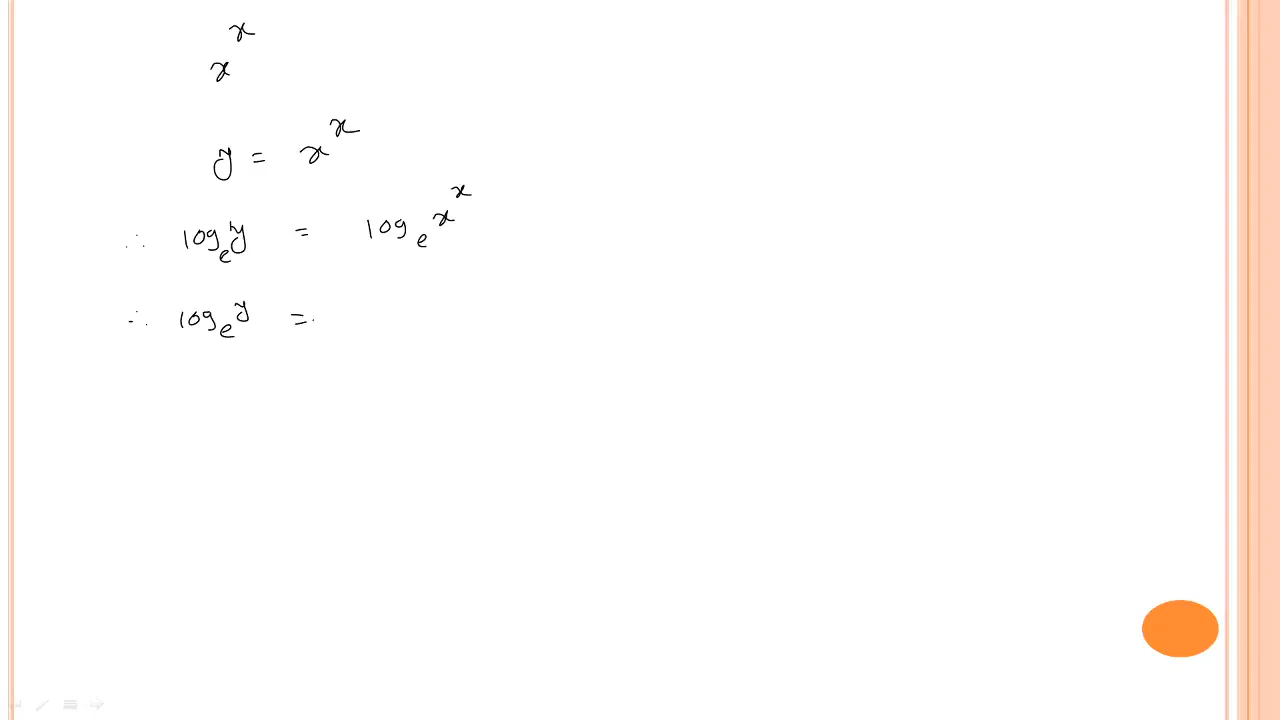 x^x
y = x^x
∴ log_e y = log_e x^x
∴ log_e y =